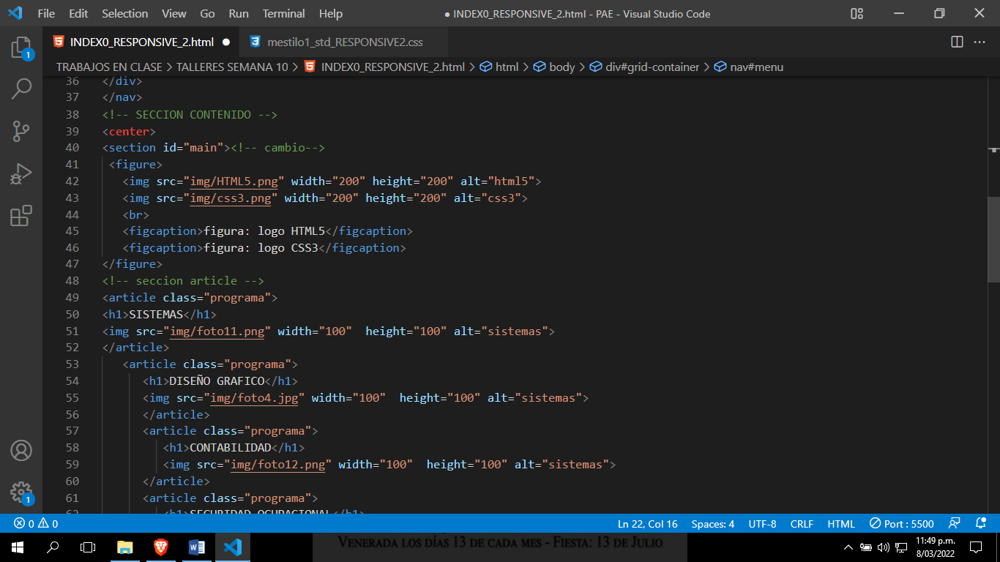 File Edit Selection View Go Run Terminal Help ● INDEX0_RESPONSIVE_2.html - PAE - Visual Studio Code
INDEX0_RESPONSIVE_2.html ● mestilo1_std_RESPONSIVE2.css
TRABAJOS EN CLASE > TALLERES SEMANA 10 > INDEX0_RESPONSIVE_2.html > html > body > div#grid-container > nav#menu
36 </div>
37 </nav>
38 <!-- SECCION CONTENIDO -->
39 <center>
40 <section id="main"><!-- cambio-->
41 <figure>
42 <img src="img/HTML5.png" width="200" height="200" alt="html5">
43 <img src="img/css3.png" width="200" height="200" alt="css3">
44 <br>
45 <figcaption>figura: logo HTML5</figcaption>
46 <figcaption>figura: logo CSS3</figcaption>
47 </figure>
48 <!-- seccion article -->
49 <article class="programa">
50 <h1>SISTEMAS</h1>
51 <img src="img/foto11.png" width="100"  height="100" alt="sistemas">
52 </article>
53 <article class="programa">
54 <h1>DISEÑO GRAFICO</h1>
55 <img src="img/foto4.jpg" width="100"  height="100" alt="sistemas">
56 </article>
57 <article class="programa">
58 <h1>CONTABILIDAD</h1>
59 <img src="img/foto12.png" width="100"  height="100" alt="sistemas">
60 </article>
61 <article class="programa">
62 <h1>SEGURIDAD OCUPACIONAL</h1>
1
1
0 0 Ln 22, Col 16 Spaces: 4 UTF-8 CRLF HTML Port : 5500
Venerada los días 13 de cada mes - Fiesta: 13 de Julio
11:49 p.m.
8/03/2022